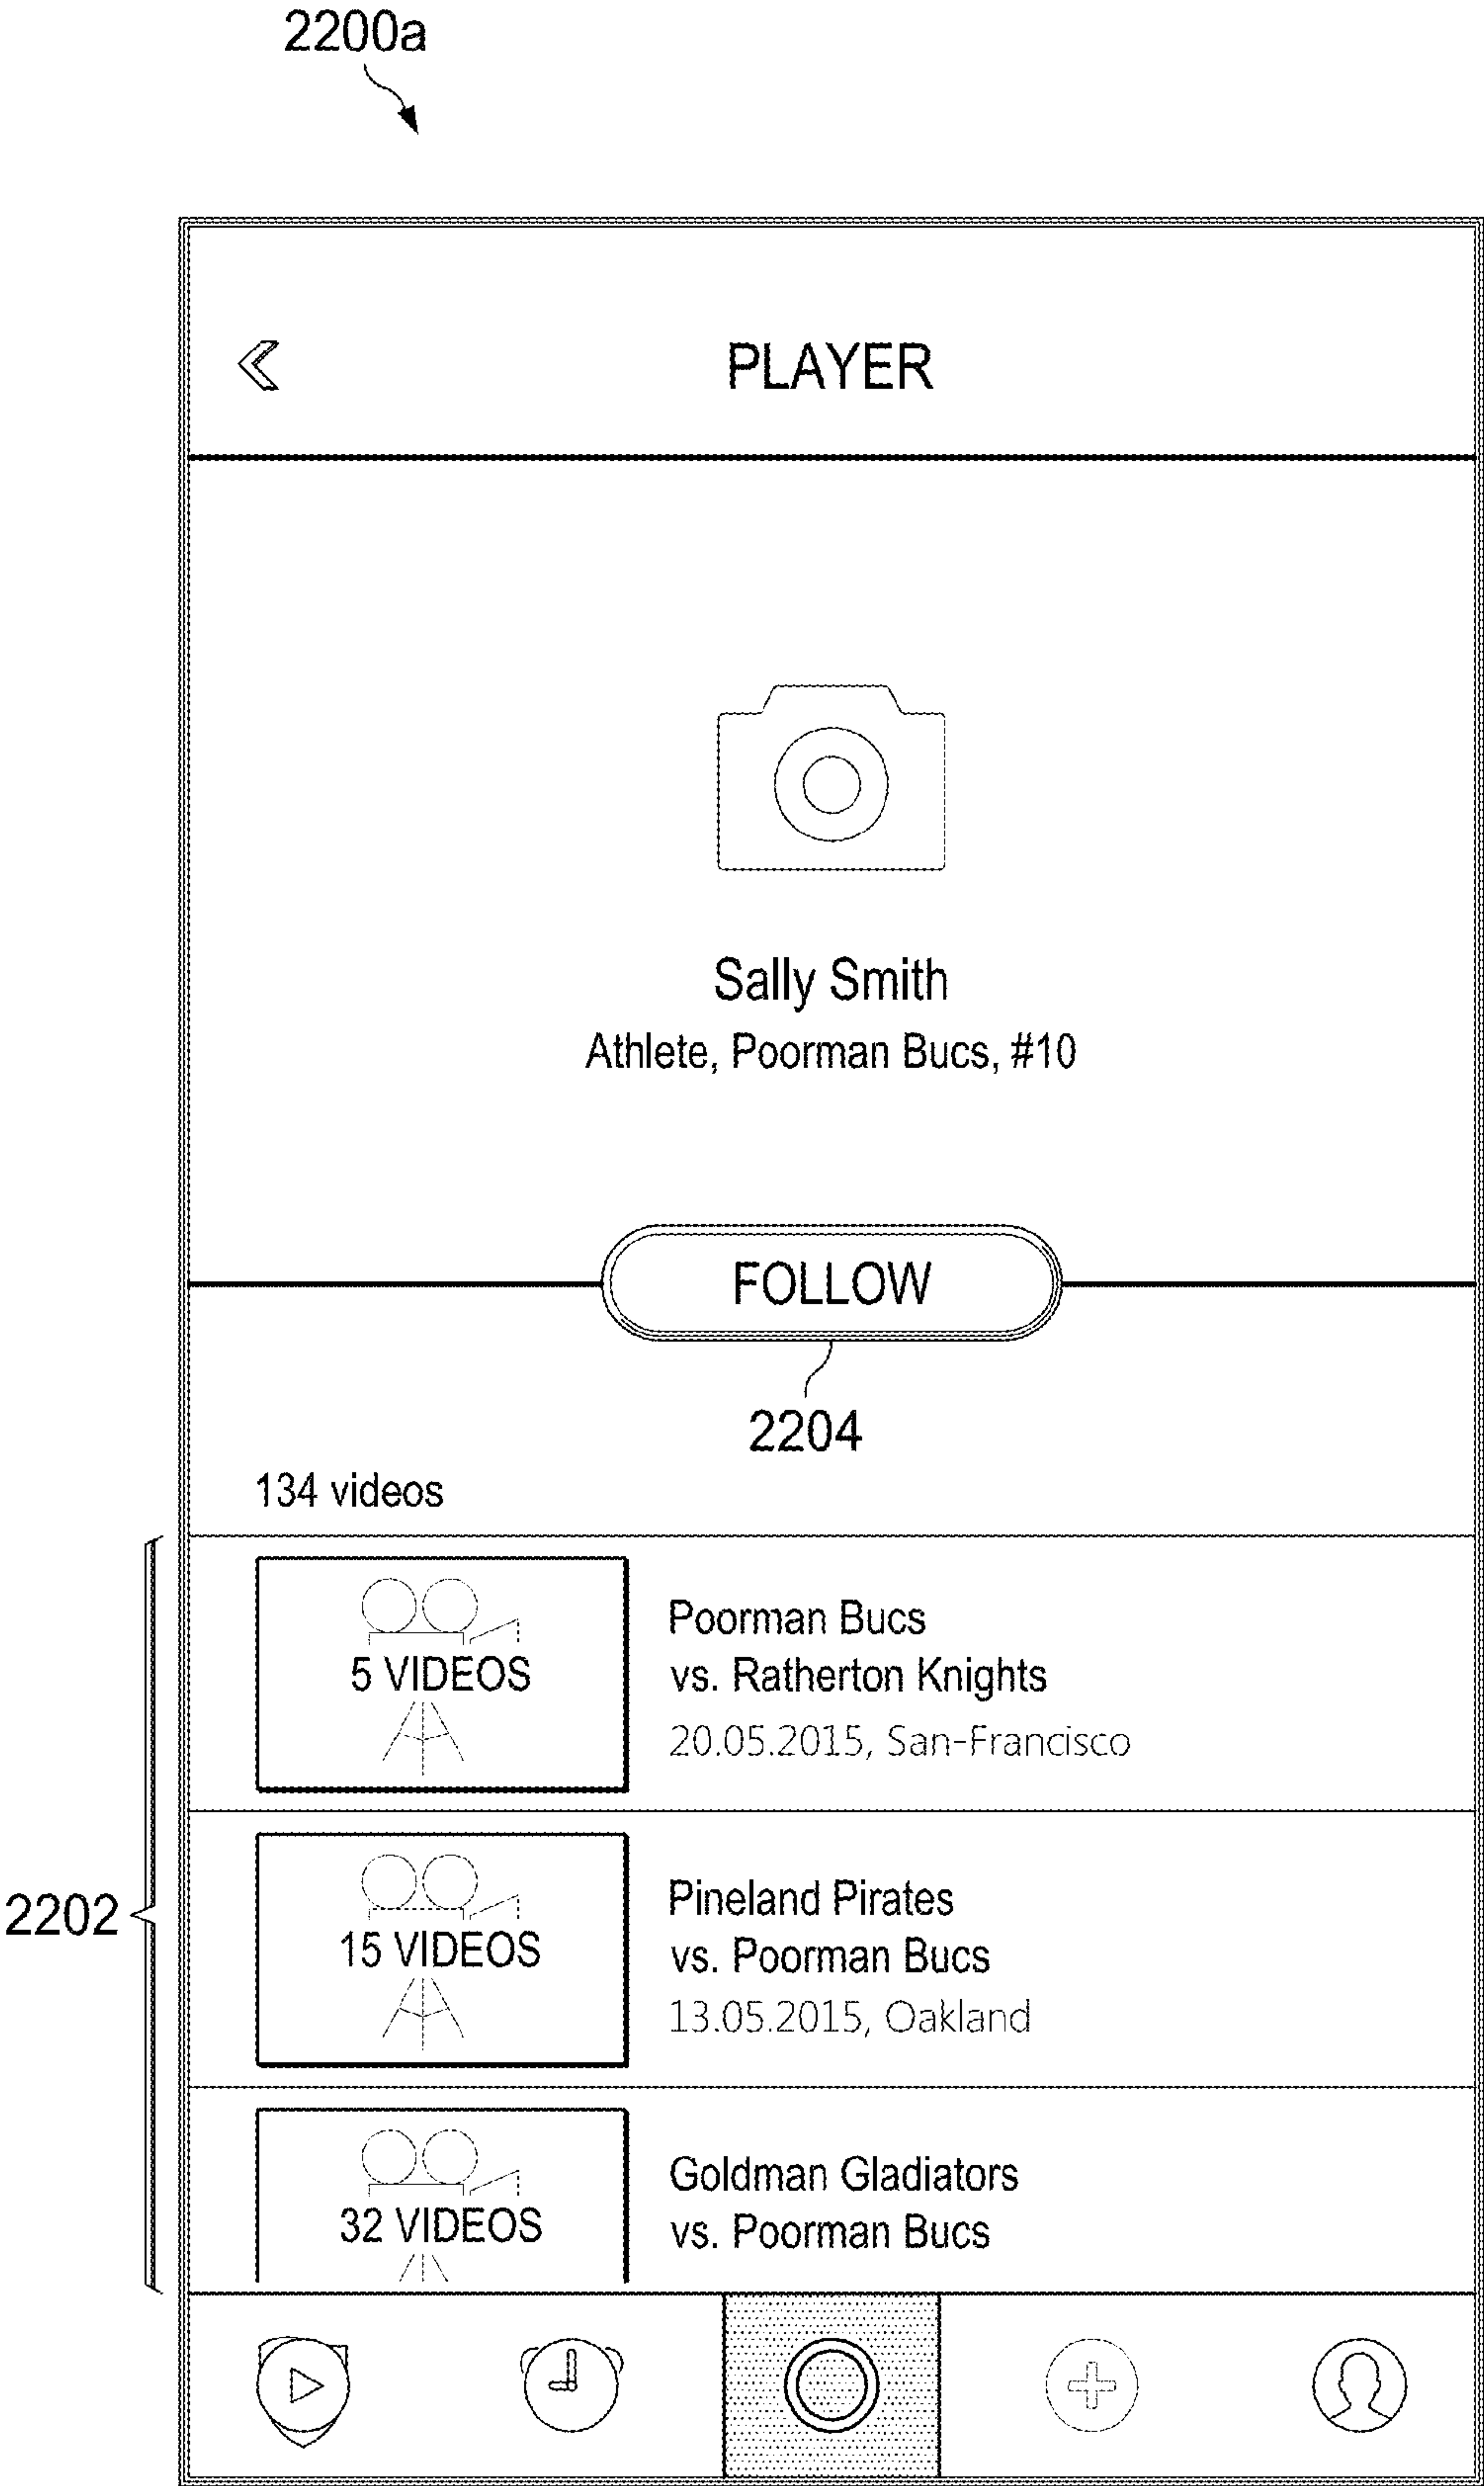 2200a
PLAYER
Sally Smith
Athlete, Poorman Bucs, #10
FOLLOW
2204
134 videos
5 VIDEOS
Poorman Bucs
vs. Ratherton Knights
20.05.2015, San-Francisco
2202
15 VIDEOS
Pineland Pirates
vs. Poorman Bucs
13.05.2015, Oakland
32 VIDEOS
Goldman Gladiators
vs. Poorman Bucs